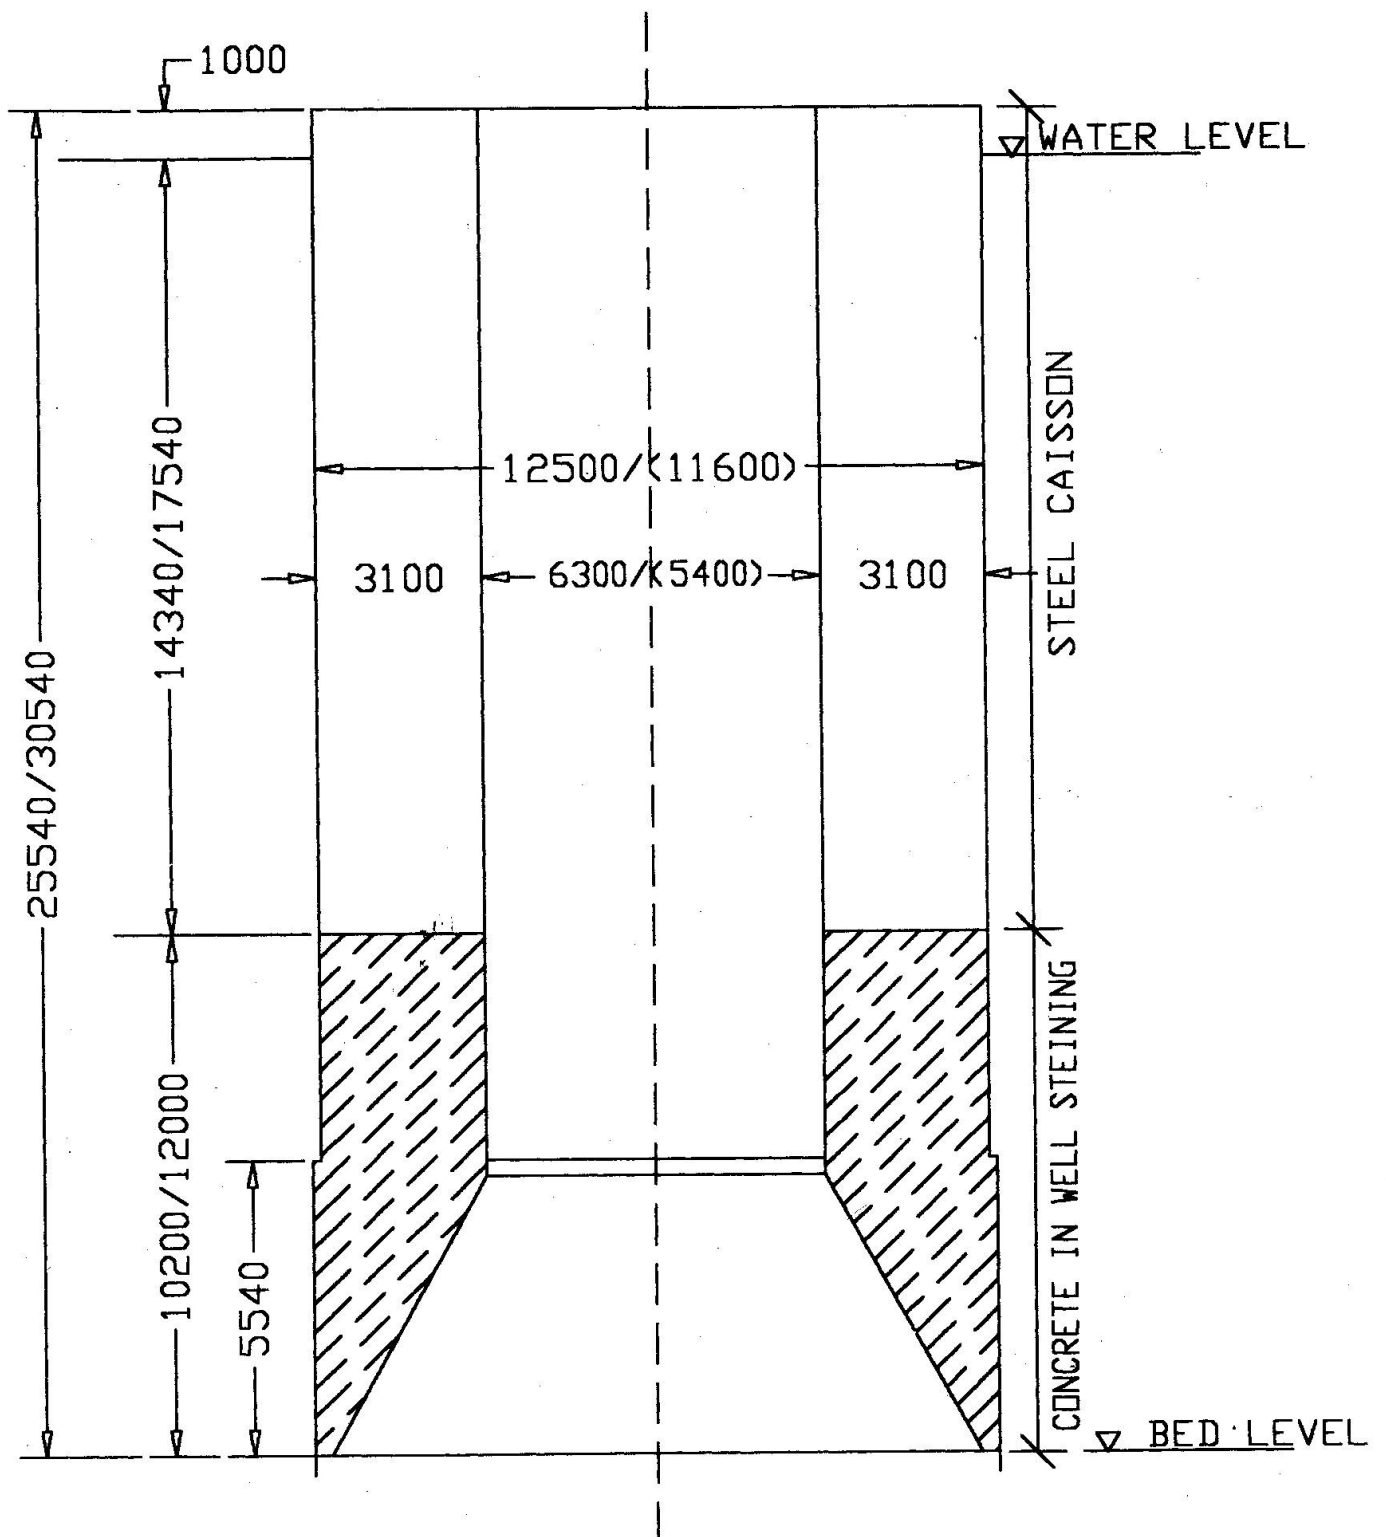 1000
WATER LEVEL
STEEL CAISSON
14340/17540
12500/(11600)
3100
6300/(5400)
3100
25540/30540
CONCRETE IN WELL STEINING
10200/12000
5540
BED LEVEL